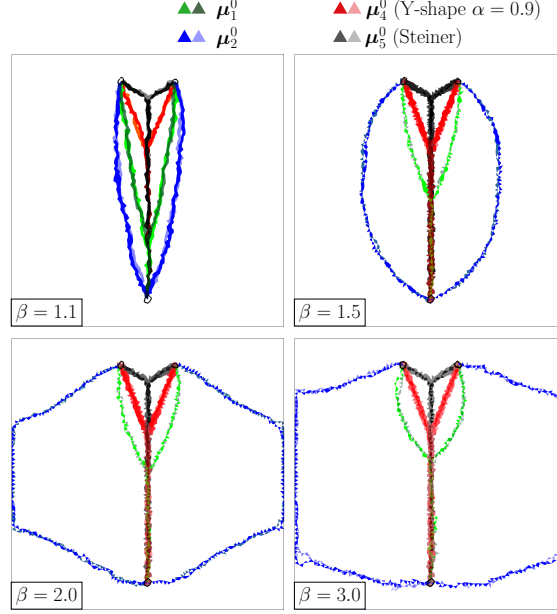 μ₁⁰ μ₄⁰ (Y-shape α = 0.9)
μ₂⁰ μ₅⁰ (Steiner)
β = 1.1 β = 1.5
β = 2.0 β = 3.0